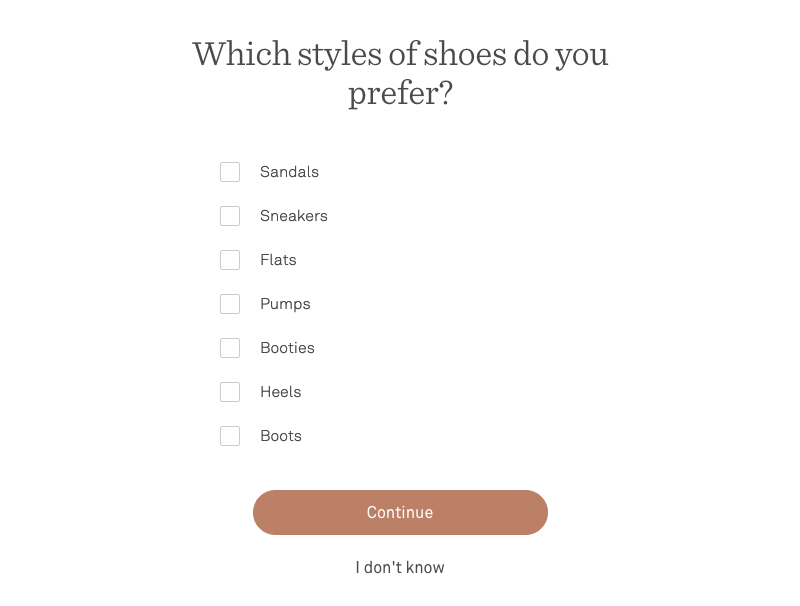 Which styles of shoes do you
prefer?
Sandals
Sneakers
Flats
Pumps
Booties
Heels
Boots
Continue
I don't know